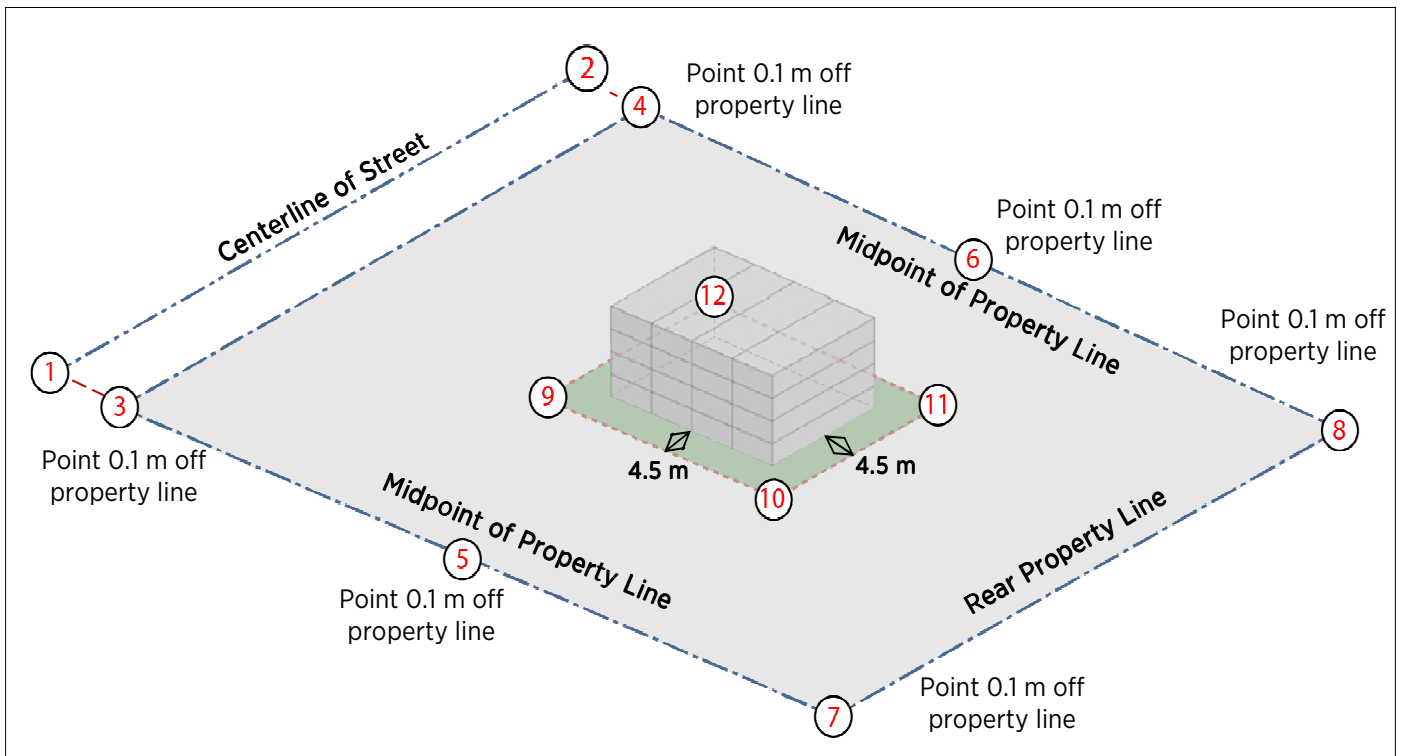 2
4
Point 0.1 m off
property line
Centerline of Street
1
3
Point 0.1 m off
property line
Point 0.1 m off
property line
6
Midpoint of Property Line
Point 0.1 m off
property line
8
12
9
11
10
4.5 m
4.5 m
Midpoint of Property Line
5
Point 0.1 m off
property line
Rear Property Line
7
Point 0.1 m off
property line